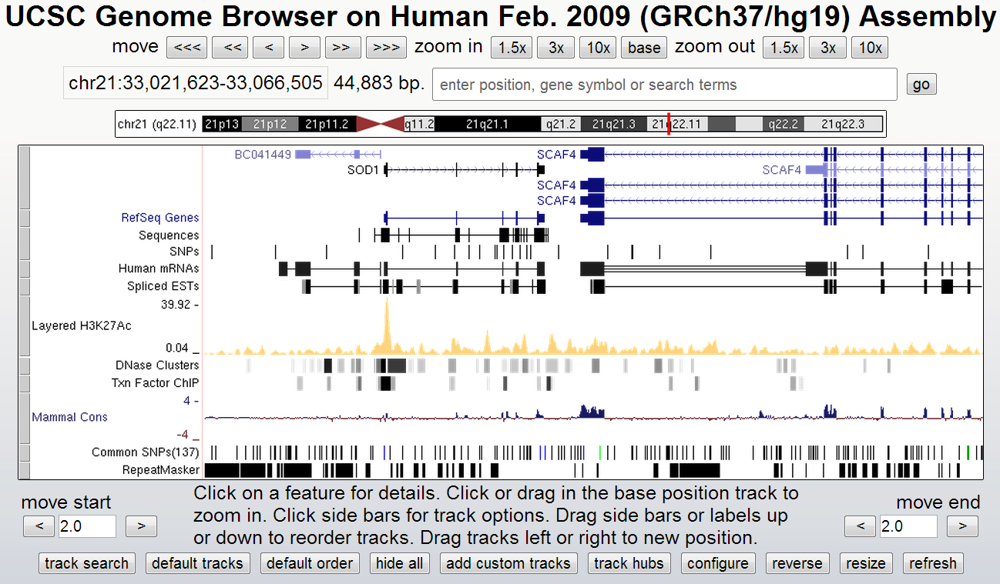 UCSC Genome Browser on Human Feb. 2009 (GRCh37/hg19) Assembly
move <<< << < > >> >>> zoom in 1.5x 3x 10x base zoom out 1.5x 3x 10x
chr21:33,021,623-33,066,505 44,883 bp. enter position, gene symbol or search terms go
chr21 (q22.11) 21p13 21p12 21p11.2 q11.2 21q21.1 q21.2 21q21.3 21q22.11 q22.2 21q22.3
BC041449 SCAF4
SOD1 SCAF4
SCAF4
SCAF4
RefSeq Genes
Sequences
SNPs
Human mRNAs
Spliced ESTs
39.92 -
Layered H3K27Ac
0.04 _
DNase Clusters
Txn Factor ChIP
4 -
Mammal Cons
-4 _
Common SNPs(137)
RepeatMasker
move start
< 2.0 >
Click on a feature for details. Click or drag in the base position track to
zoom in. Click side bars for track options. Drag side bars or labels up
or down to reorder tracks. Drag tracks left or right to new position.
move end
< 2.0 >
track search default tracks default order hide all add custom tracks track hubs configure reverse resize refresh